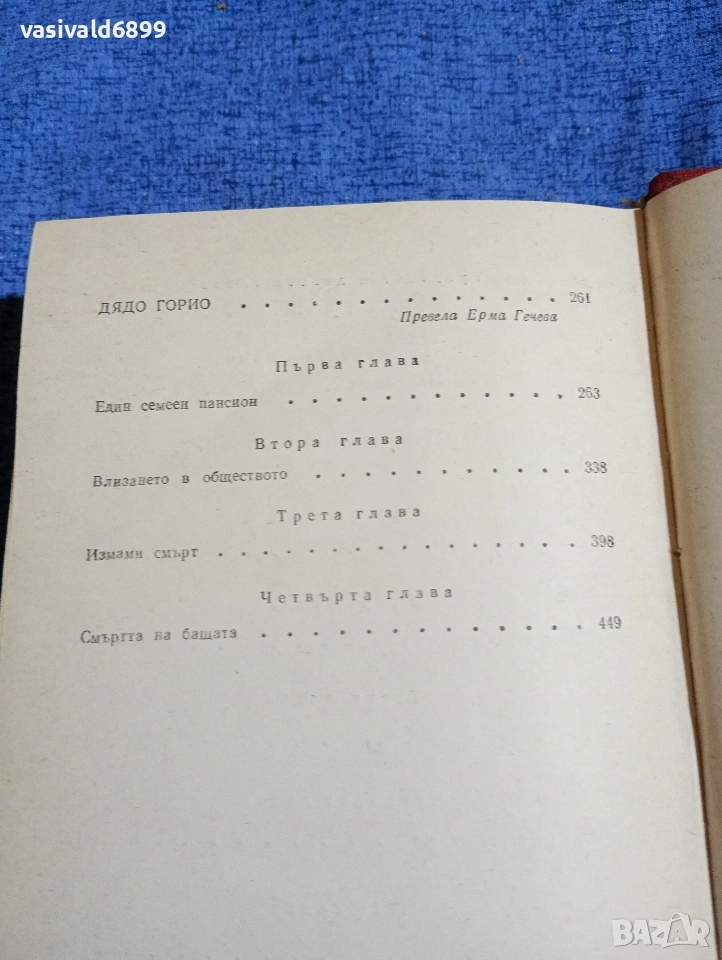 vasivald6899
ДЯДО ГОРИО . . . . . . . . . . . . . . 261
Превела Ерма Гечева
Първа глава
Един семеен пансион . . . . . . . . . . . . 263
Втора глава
Влизането в обществото . . . . . . . . . . . 338
Трета глава
Измами смърт . . . . . . . . . . . . . . . . 398
Четвърта глава
Смъртта на бащата . . . . . . . . . . . . . 449
BAZAR